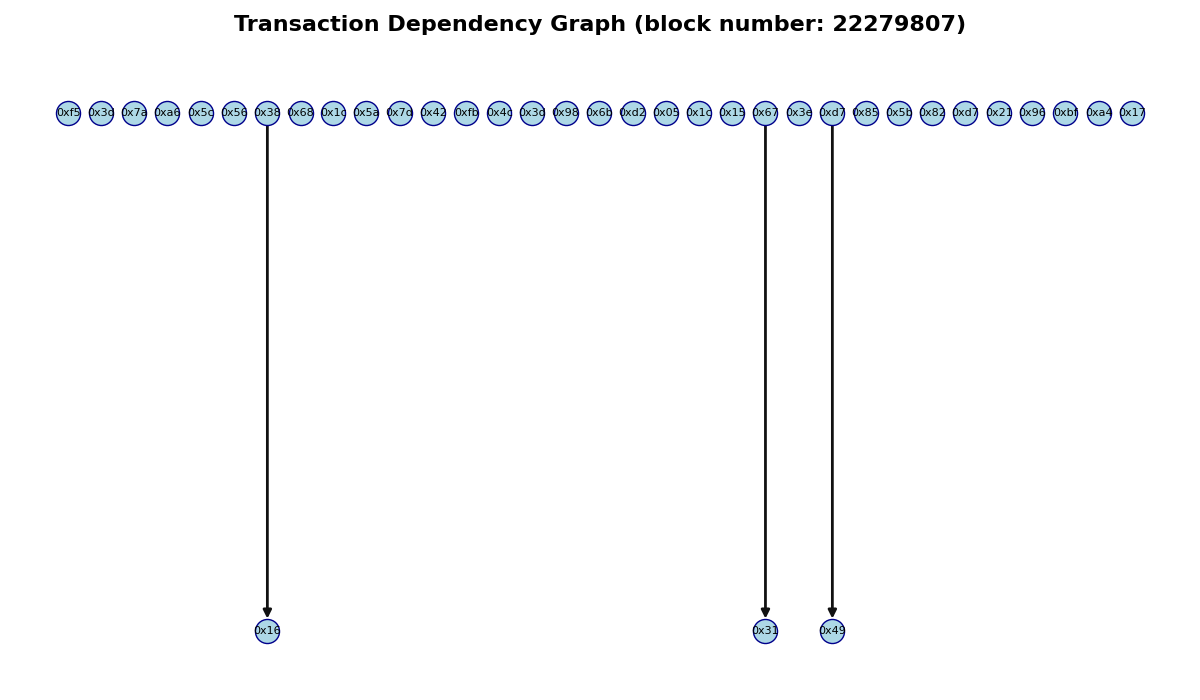 Transaction Dependency Graph (block number: 22279807)
0xf5 0x3d 0x7a 0xa6 0x5c 0x56 0x38 0x68 0x1c 0x5a 0x7d 0x42 0xfb 0x4c 0x3d 0x98 0x6b 0xd2 0x05 0x1c 0x15 0x67 0x3e 0xd7 0x85 0x5b 0x82 0xd7 0x21 0x96 0xbf 0xa4 0x17
0x16 0x31 0x49